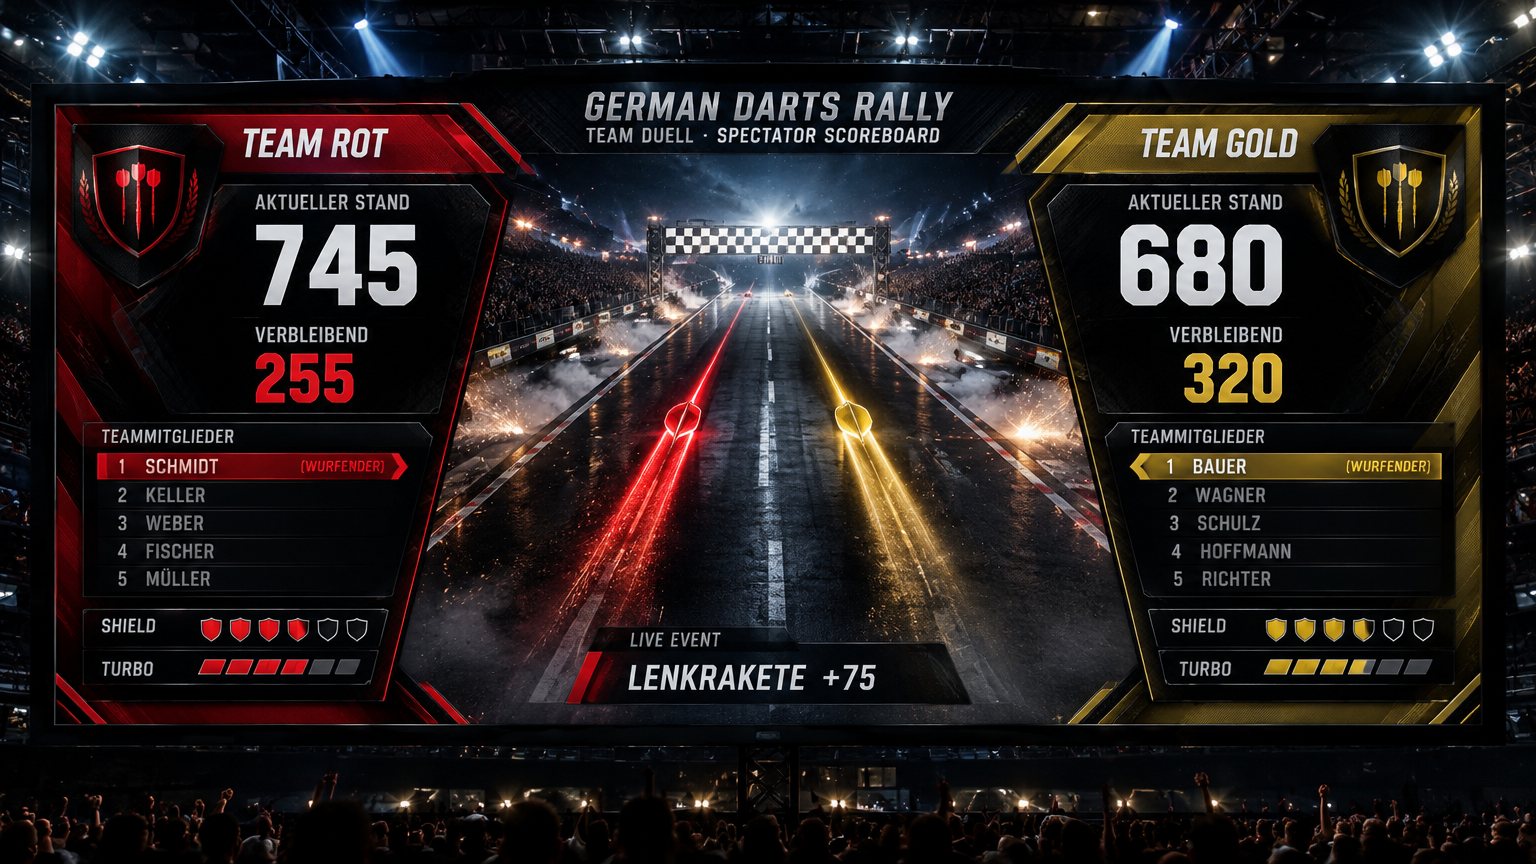 GERMAN DARTS RALLY
TEAM DUELL · SPECTATOR SCOREBOARD
TEAM ROT
AKTUELLER STAND
745
VERBLEIBEND
255
TEAMMITGLIEDER
1 SCHMIDT (WURFENDER)
2 KELLER
3 WEBER
4 FISCHER
5 MÜLLER
SHIELD
TURBO
TEAM GOLD
AKTUELLER STAND
680
VERBLEIBEND
320
TEAMMITGLIEDER
1 BAUER (WURFENDER)
2 WAGNER
3 SCHULZ
4 HOFFMANN
5 RICHTER
SHIELD
TURBO
LIVE EVENT
LENKRAKETE +75